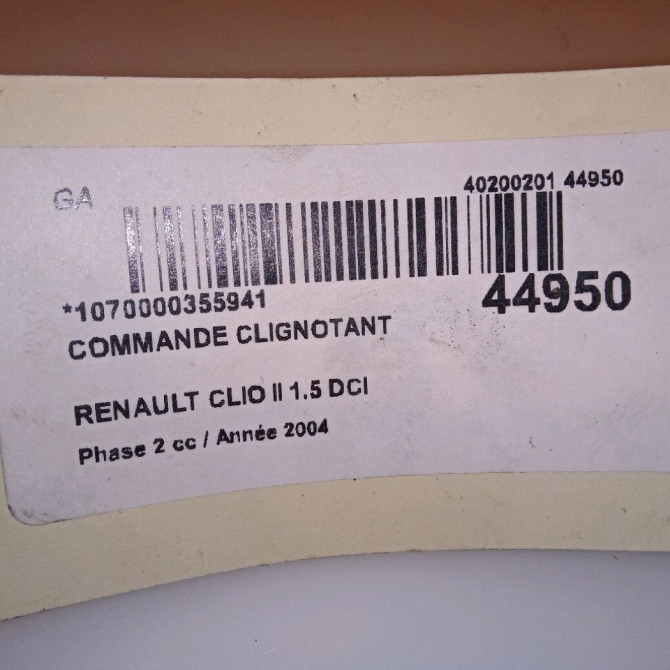 GA
40200201 44950
*1070000355941
44950
COMMANDE CLIGNOTANT
RENAULT CLIO II 1.5 DCI
Phase 2 cc / Année 2004